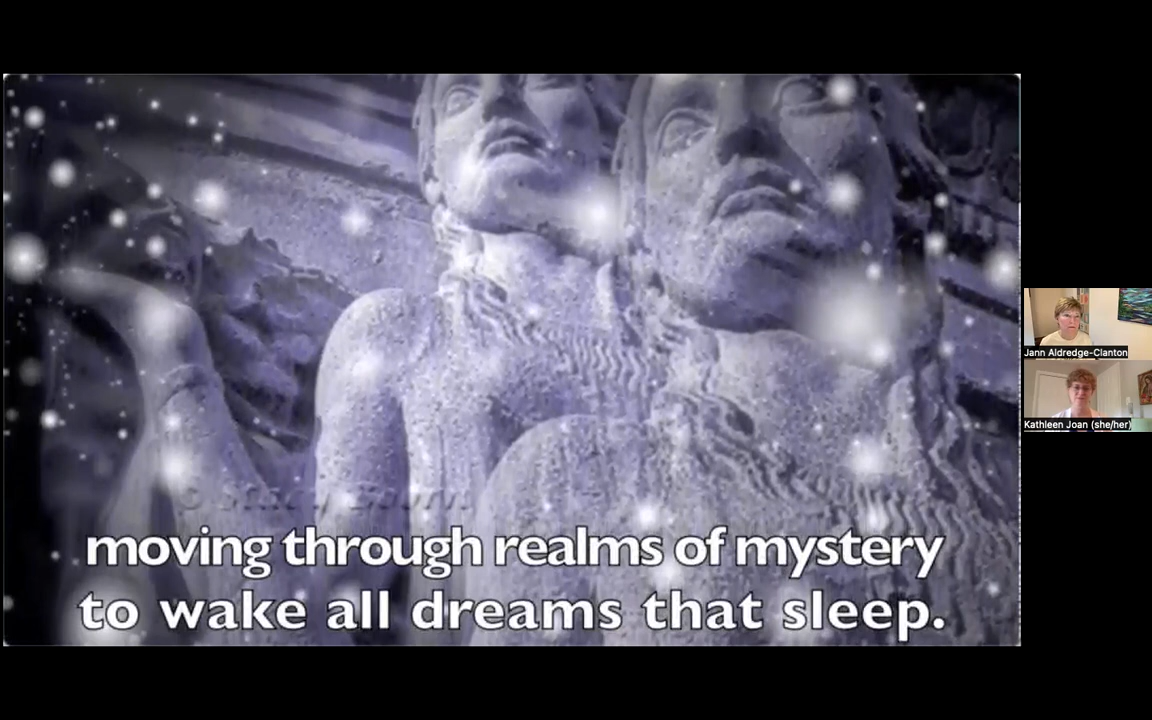 moving through realms of mystery
to wake all dreams that sleep.
Jann Aldredge-Clanton
Kathleen Joan (she/her)